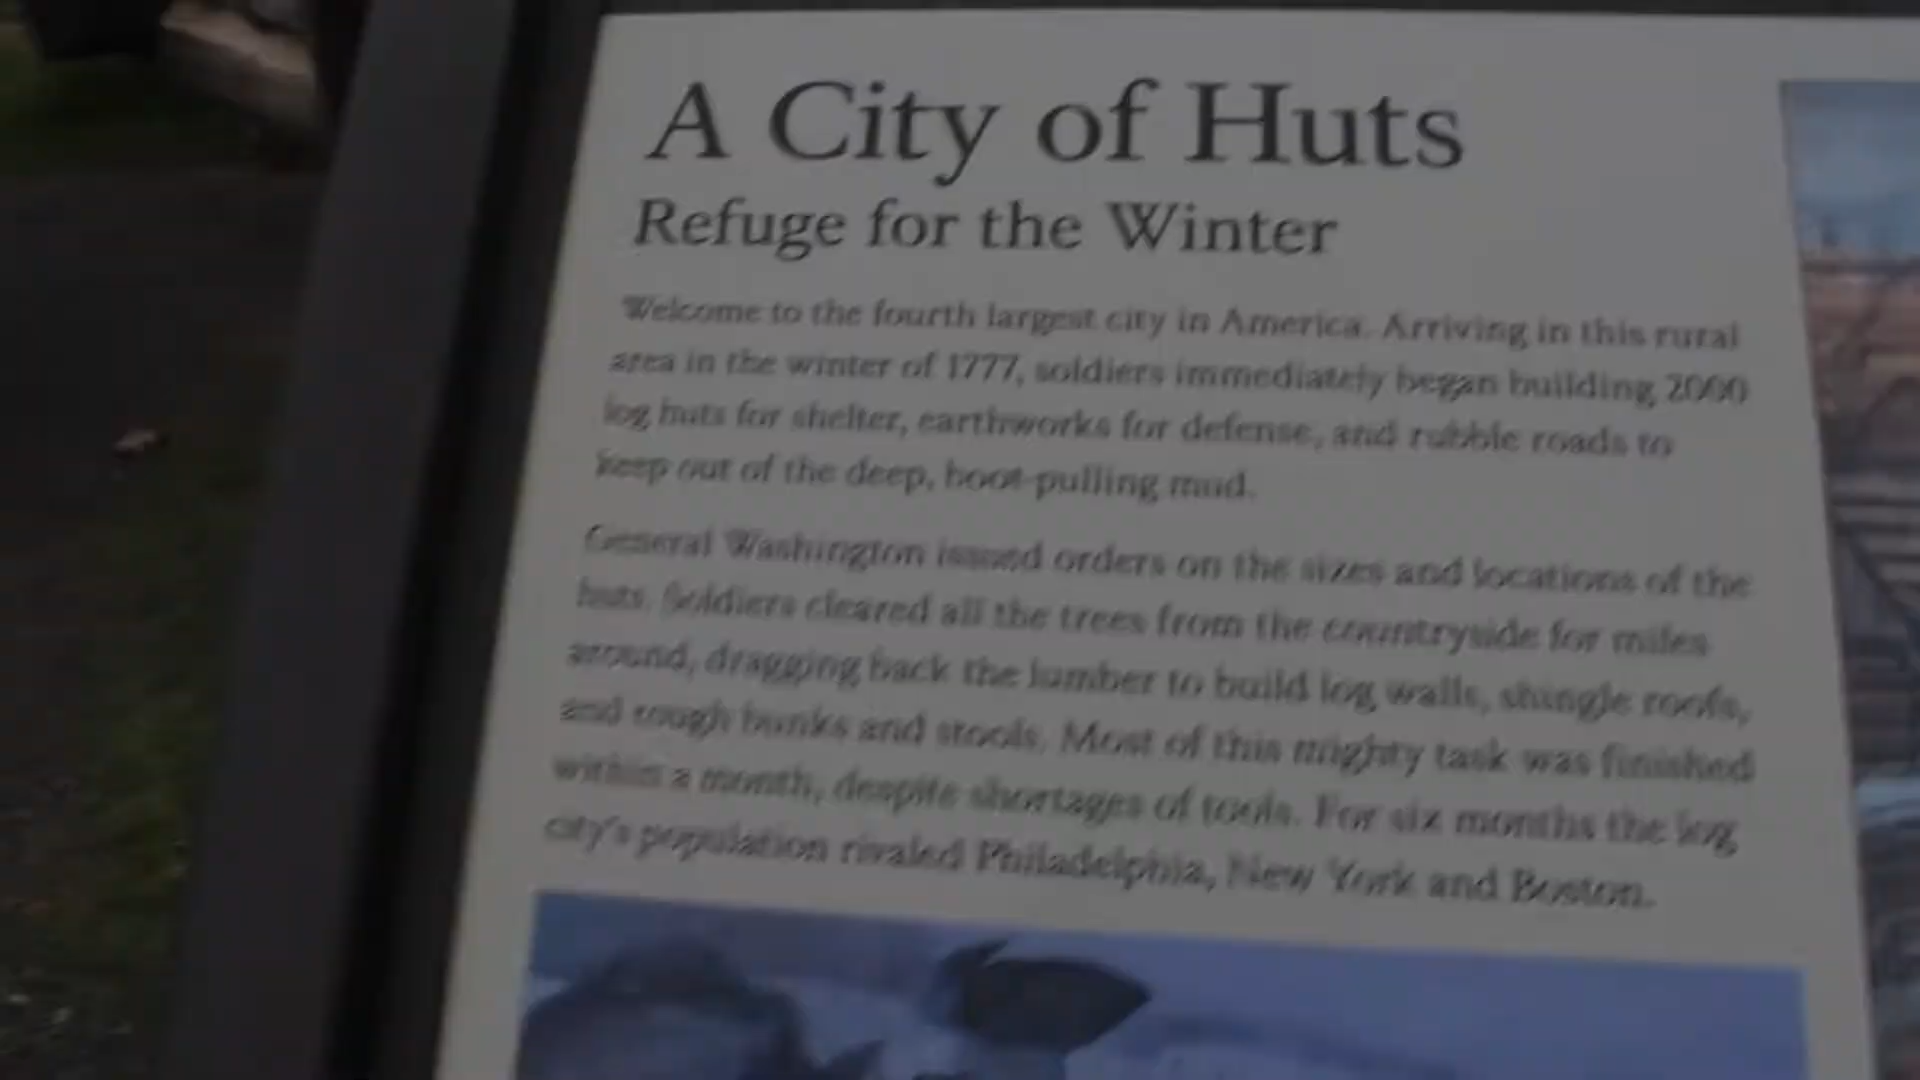 A City of Huts
Refuge for the Winter
Welcome to the fourth largest city in America. Arriving in this rural
area in the winter of 1777, soldiers immediately began building 2000
log huts for shelter, earthworks for defense, and rubble roads to
keep out of the deep, boot-pulling mud.
General Washington issued orders on the sizes and locations of the
huts. Soldiers cleared all the trees from the countryside for miles
around, dragging back the lumber to build log walls, shingle roofs,
and rough bunks and stools. Most of this mighty task was finished
within a month, despite shortages of tools. For six months the log
city's population rivaled Philadelphia, New York and Boston.